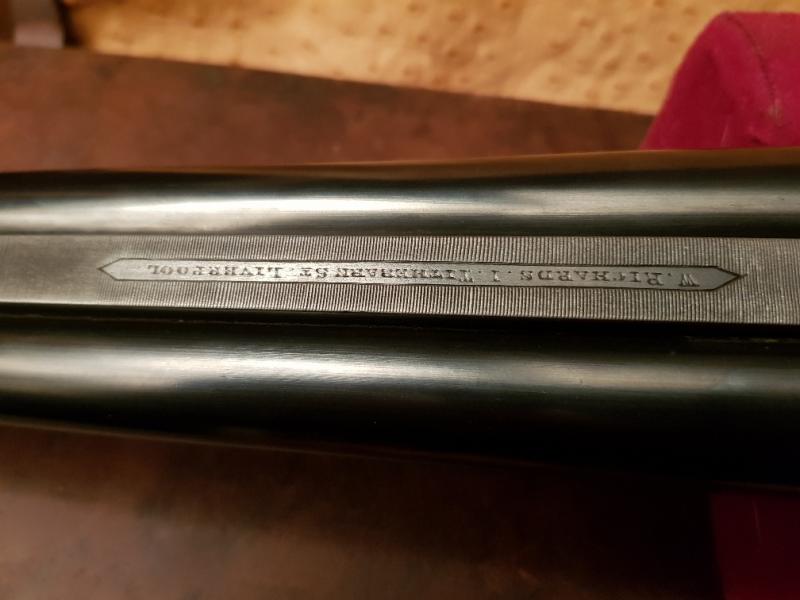 W. RICHARDS. 1 TITHEBARN ST. LIVERPOOL